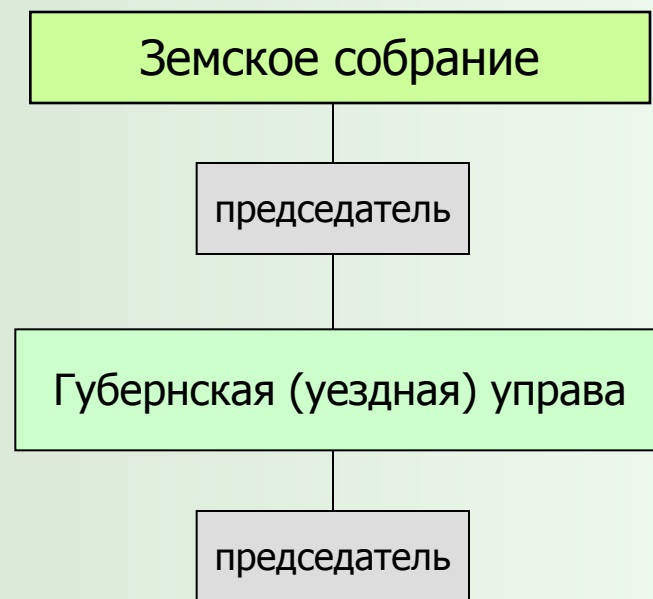 Земское собрание
председатель
Губернская (уездная) управа
председатель